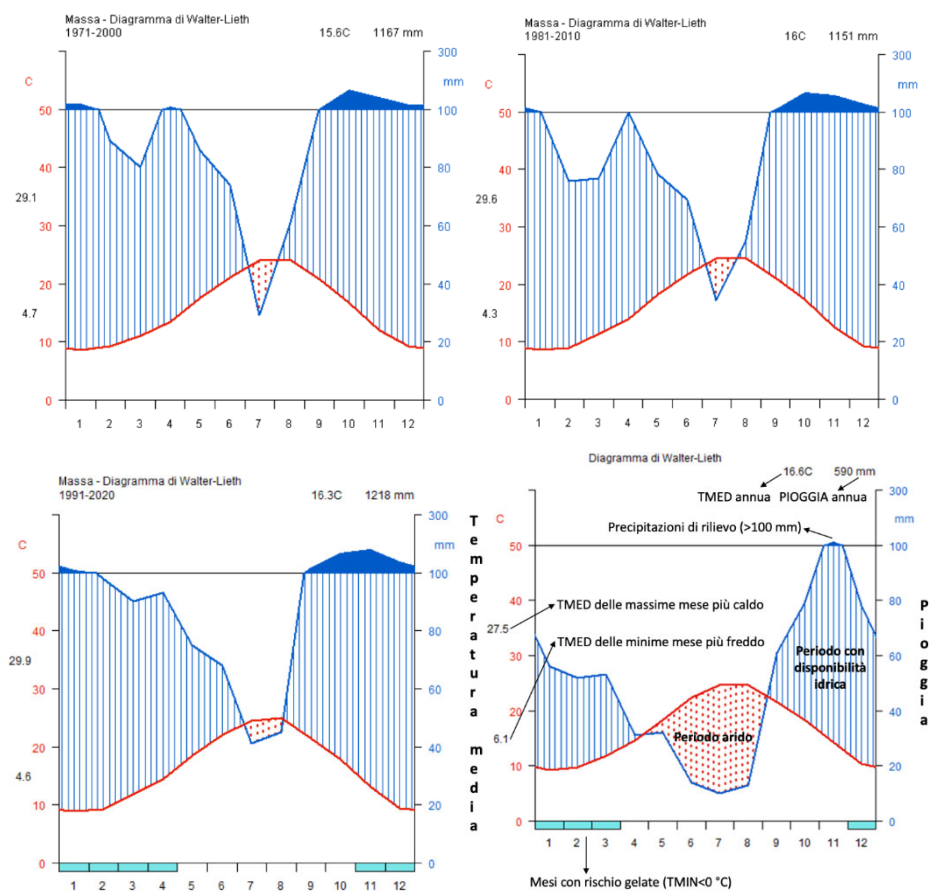 Massa - Diagramma di Walter-Lieth
1971-2000 15.6C 1167 mm
C
mm
300
50 100
40 80
29.1
30 60
20 40
4.7
10 20
0 0
1 2 3 4 5 6 7 8 9 10 11 12
Massa - Diagramma di Walter-Lieth
1981-2010 16C 1151 mm
C
mm
300
50 100
40 80
29.6
30 60
20 40
4.3
10 20
0 0
1 2 3 4 5 6 7 8 9 10 11 12
Massa - Diagramma di Walter-Lieth
1991-2020 16.3C 1218 mm
C
mm
300
50 100
40 80
29.9
30 60
20 40
4.6
10 20
0 0
1 2 3 4 5 6 7 8 9 10 11 12
Temperatura media
Diagramma di Walter-Lieth
16.6C 590 mm
TMED annua PIOGGIA annua
C
mm
300
Precipitazioni di rilievo (>100 mm)
50 100
40 80
TMED delle massime mese più caldo
27.5
TMED delle minime mese più freddo
30 60
Periodo con
disponibilità
idrica
20 40
6.1
Periodo arido
10 20
0 0
1 2 3 4 5 6 7 8 9 10 11 12
Mesi con rischio gelate (TMIN<0 °C)
Pioggia